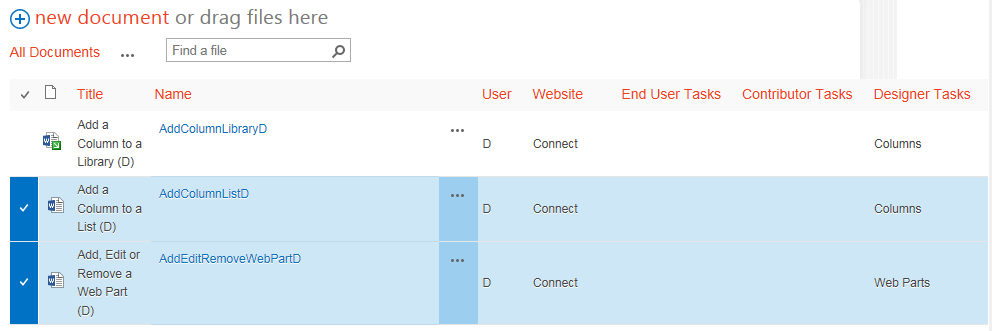 new document or drag files here
All Documents ... Find a file
Title Name User Website End User Tasks Contributor Tasks Designer Tasks
Add a
Column to a
Library (D)
AddColumnLibraryD ... D Connect Columns
Add a
Column to a
List (D)
AddColumnListD ... D Connect Columns
Add, Edit or
Remove a
Web Part
(D)
AddEditRemoveWebPartD ... D Connect Web Parts